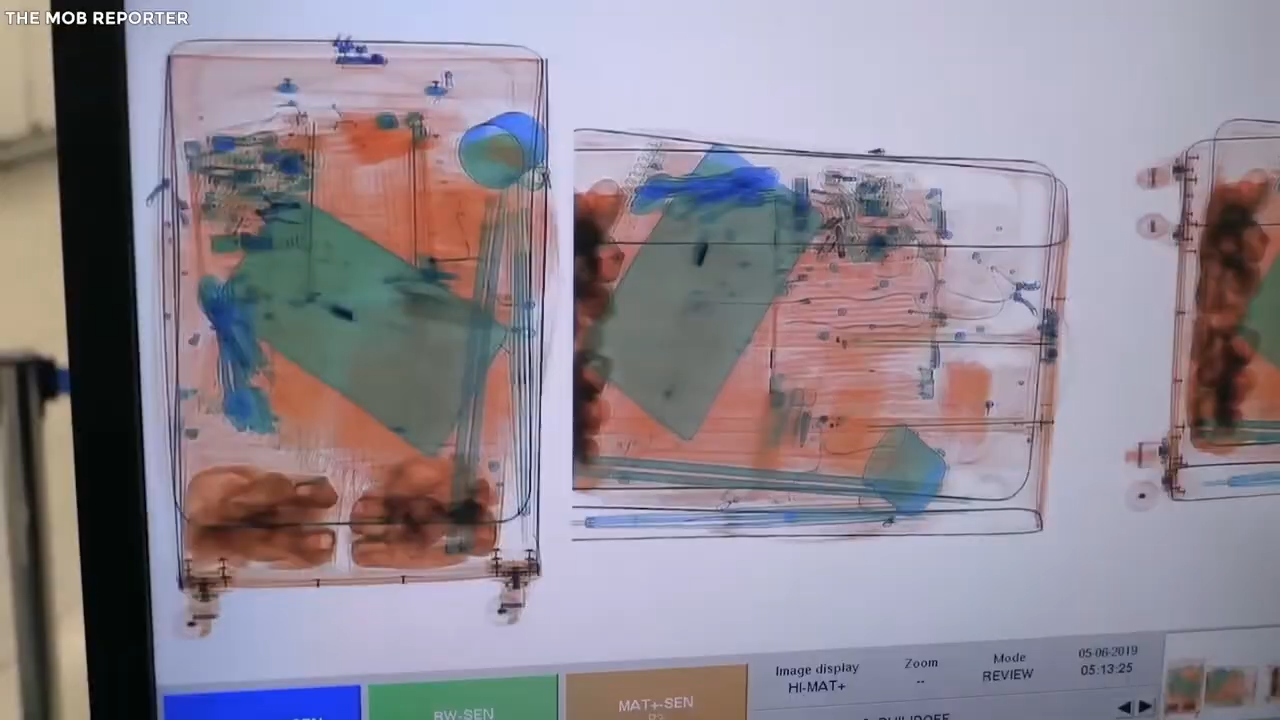 THE MOB REPORTER
Image display
HI-MAT+
Zoom
--
Mode
REVIEW
05-06-2019
05:13:25
BW-SEN
MAT+-SEN